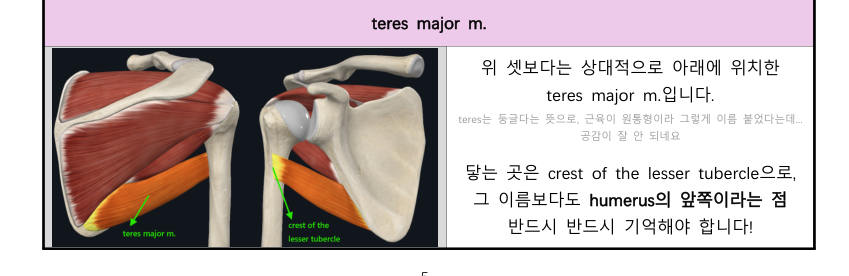 teres major m.
teres major m.
crest of the
lesser tubercle
위 셋보다는 상대적으로 아래에 위치한
teres major m.입니다.
teres는 둥글다는 뜻으로, 근육이 원통형이라 그렇게 이름 붙었다는데...
공감이 잘 안 되네요
닿는 곳은 crest of the lesser tubercle으로,
그 이름보다도 humerus의 앞쪽이라는 점
반드시 반드시 기억해야 합니다!